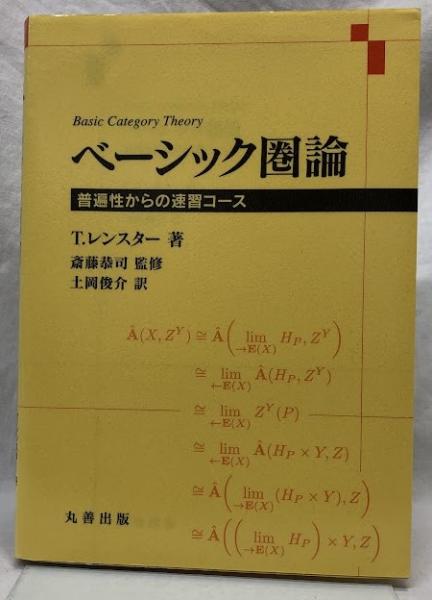 Basic Category Theory
ベーシック圏論
普遍性からの速習コース
T.レンスター 著
斎藤恭司 監修
土岡俊介 訳
Â(X, Z^Y) ≅ Â(lim_{→E(X)} H_P, Z^Y)
≅ lim_{←E(X)} Â(H_P, Z^Y)
≅ lim_{←E(X)} Z^Y(P)
≅ lim_{←E(X)} Â(H_P × Y, Z)
≅ Â(lim_{→E(X)} (H_P × Y), Z)
≅ Â((lim_{→E(X)} H_P) × Y, Z)
丸善出版